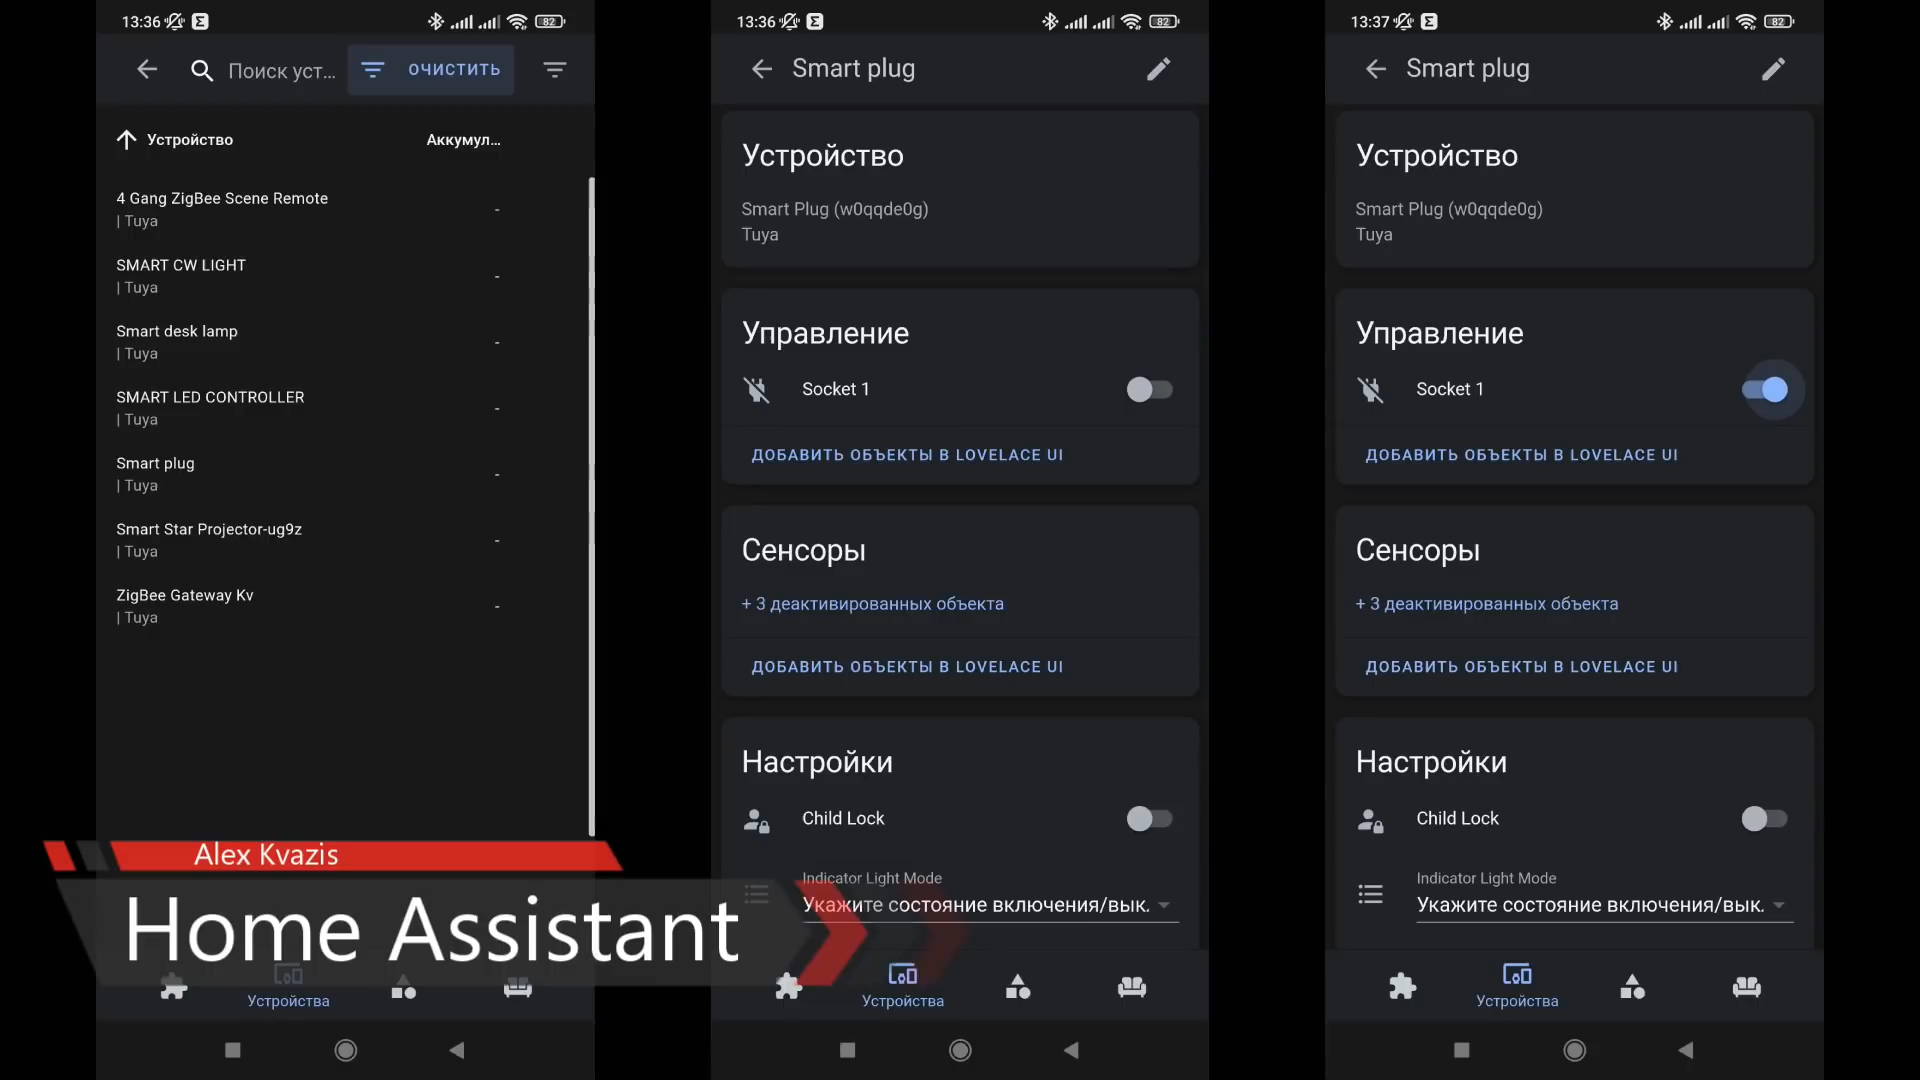 13:36
82
Поиск уст...
ОЧИСТИТЬ
Устройство
Аккумул...
4 Gang ZigBee Scene Remote
| Tuya
-
SMART CW LIGHT
| Tuya
-
Smart desk lamp
| Tuya
-
SMART LED CONTROLLER
| Tuya
-
Smart plug
| Tuya
-
Smart Star Projector-ug9z
| Tuya
-
ZigBee Gateway Kv
| Tuya
-
Alex Kvazis
Home Assistant
Устройства
13:36
82
Smart plug
Устройство
Smart Plug (w0qqde0g)
Tuya
Управление
Socket 1
ДОБАВИТЬ ОБЪЕКТЫ В LOVELACE UI
Сенсоры
+ 3 деактивированных объекта
ДОБАВИТЬ ОБЪЕКТЫ В LOVELACE UI
Настройки
Child Lock
Indicator Light Mode
Укажите состояние включения/вык.
Устройства
13:37
82
Smart plug
Устройство
Smart Plug (w0qqde0g)
Tuya
Управление
Socket 1
ДОБАВИТЬ ОБЪЕКТЫ В LOVELACE UI
Сенсоры
+ 3 деактивированных объекта
ДОБАВИТЬ ОБЪЕКТЫ В LOVELACE UI
Настройки
Child Lock
Indicator Light Mode
Укажите состояние включения/вык.
Устройства